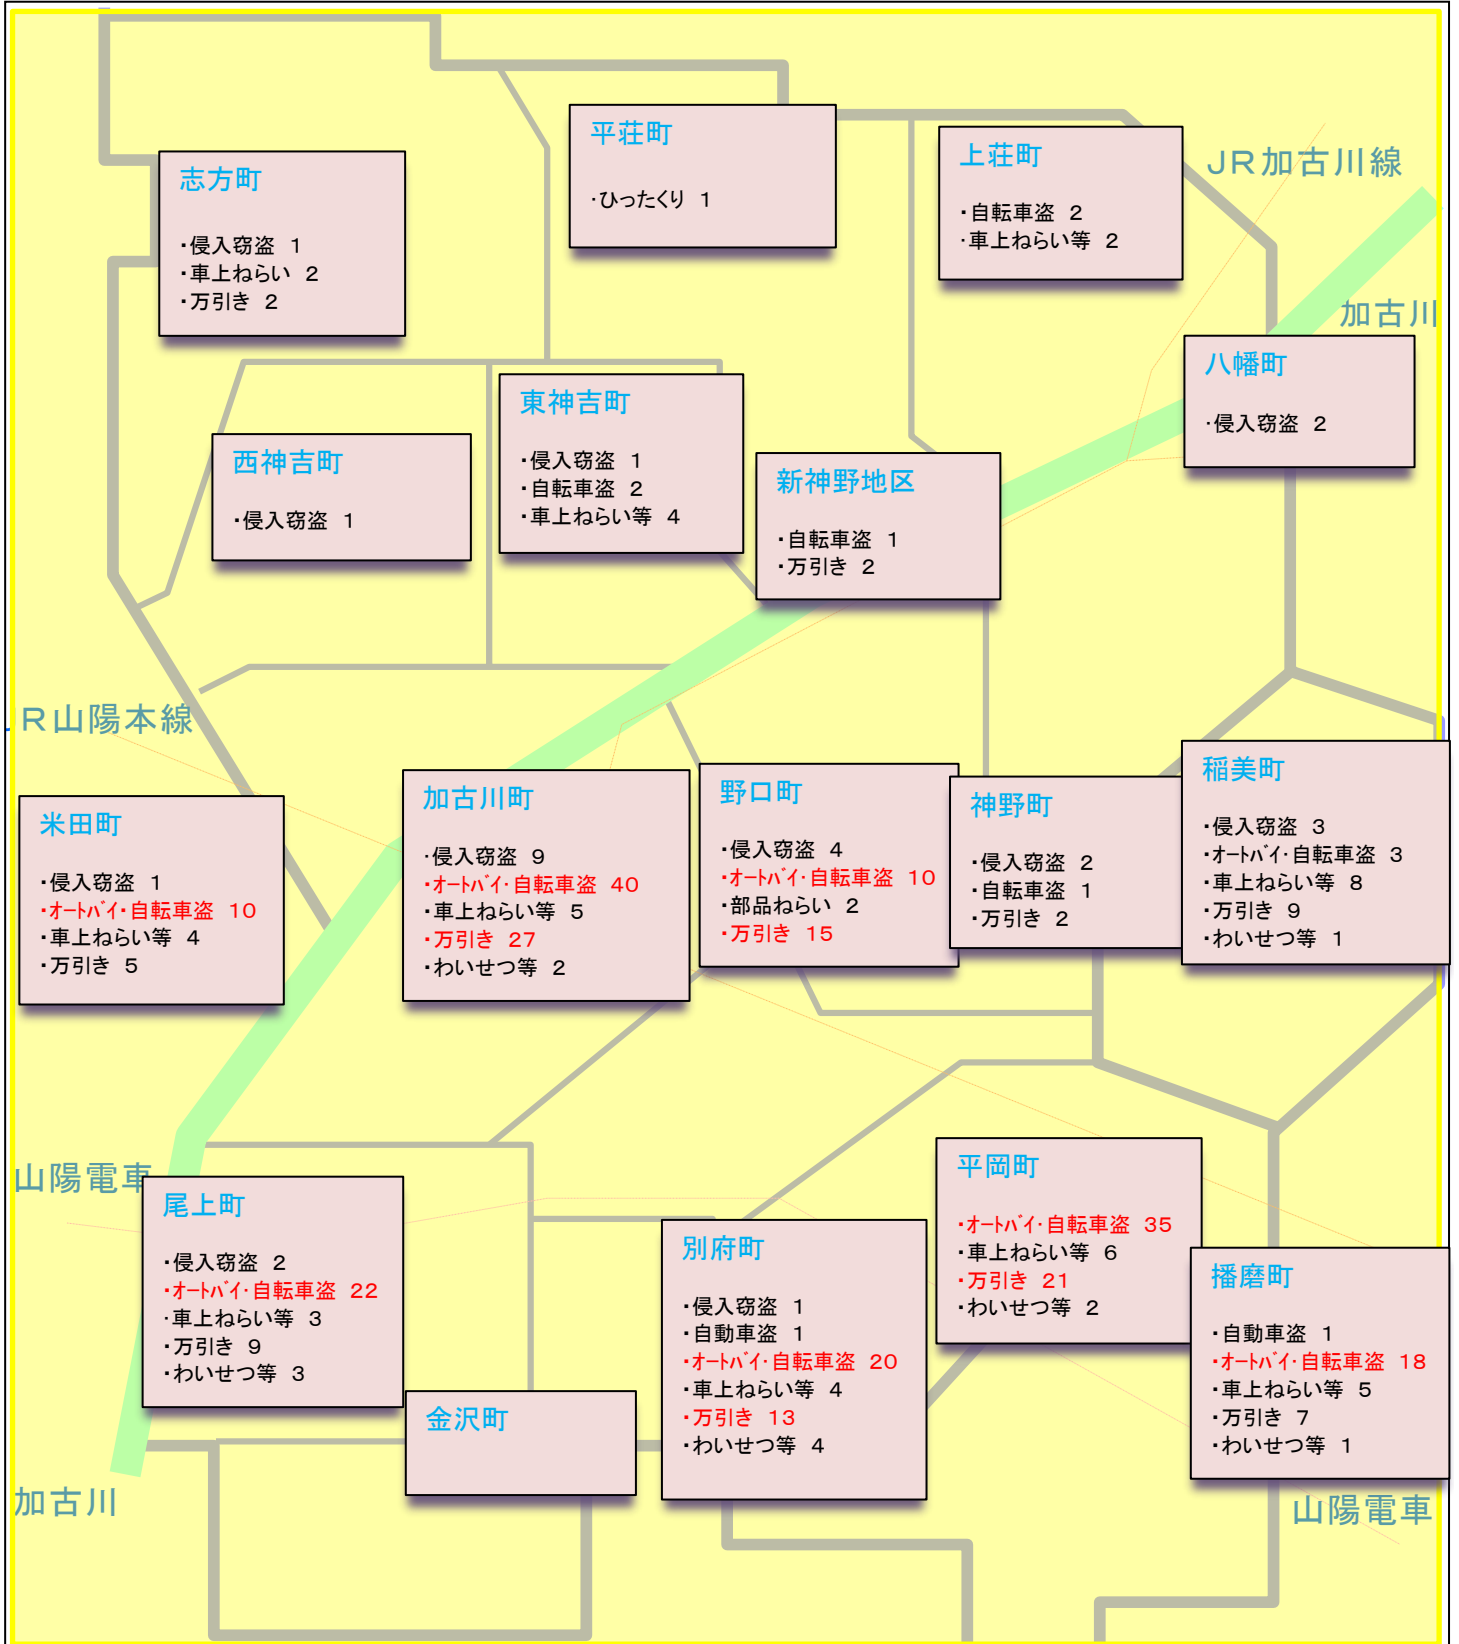 平荘町
・ひったくり 1
上荘町
・自転車盗 2
・車上ねらい等 2
JR加古川線
志方町
・侵入窃盗 1
・車上ねらい 2
・万引き 2
加古川
八幡町
・侵入窃盗 2
東神吉町
・侵入窃盗 1
・自転車盗 2
・車上ねらい等 4
西神吉町
・侵入窃盗 1
新神野地区
・自転車盗 1
・万引き 2
JR山陽本線
米田町
・侵入窃盗 1
・オートバイ・自転車盗 10
・車上ねらい等 4
・万引き 5
加古川町
・侵入窃盗 9
・オートバイ・自転車盗 40
・車上ねらい等 5
・万引き 27
・わいせつ等 2
野口町
・侵入窃盗 4
・オートバイ・自転車盗 10
・部品ねらい 2
・万引き 15
神野町
・侵入窃盗 2
・自転車盗 1
・万引き 2
稲美町
・侵入窃盗 3
・オートバイ・自転車盗 3
・車上ねらい等 8
・万引き 9
・わいせつ等 1
山陽電車
尾上町
・侵入窃盗 2
・オートバイ・自転車盗 22
・車上ねらい等 3
・万引き 9
・わいせつ等 3
金沢町
別府町
・侵入窃盗 1
・自動車盗 1
・オートバイ・自転車盗 20
・車上ねらい等 4
・万引き 13
・わいせつ等 4
平岡町
・オートバイ・自転車盗 35
・車上ねらい等 6
・万引き 21
・わいせつ等 2
播磨町
・自動車盗 1
・オートバイ・自転車盗 18
・車上ねらい等 5
・万引き 7
・わいせつ等 1
加古川
山陽電車